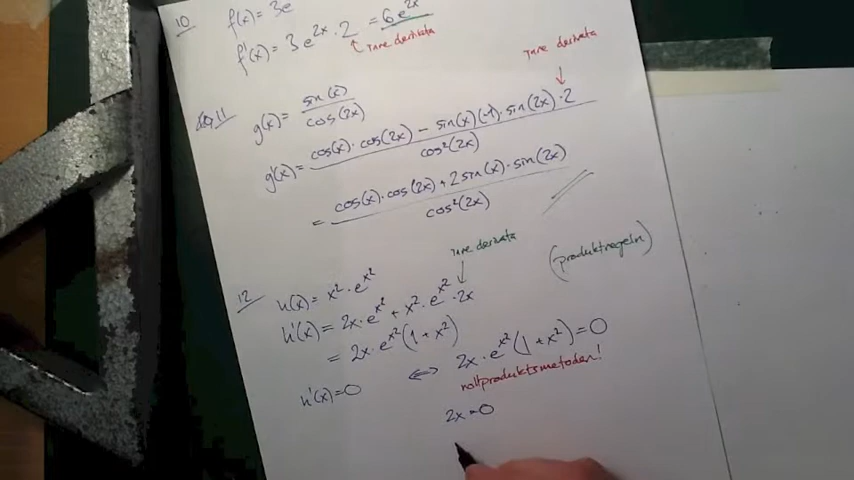 10 f(x) = 3e
f'(x) = 3e^{2x} · 2 = 6e^{2x}
↑ inre derivata
inre derivata
↓
11 g(x) = sin(x) / cos(2x)
g'(x) = (cos(x) · cos(2x) - sin(x)(-1) · sin(2x) · 2) / cos²(2x)
= (cos(x) · cos(2x) + 2 sin(x) · sin(2x)) / cos²(2x)
inre derivata
↓
(produktregeln)
12 h(x) = x² · e^{x²}
h'(x) = 2x · e^{x²} + x² · e^{x²} · 2x
= 2x · e^{x²} (1 + x²)
h'(x) = 0 ⟺ 2x · e^{x²} (1 + x²) = 0
nollproduktsmetoden!
2x = 0